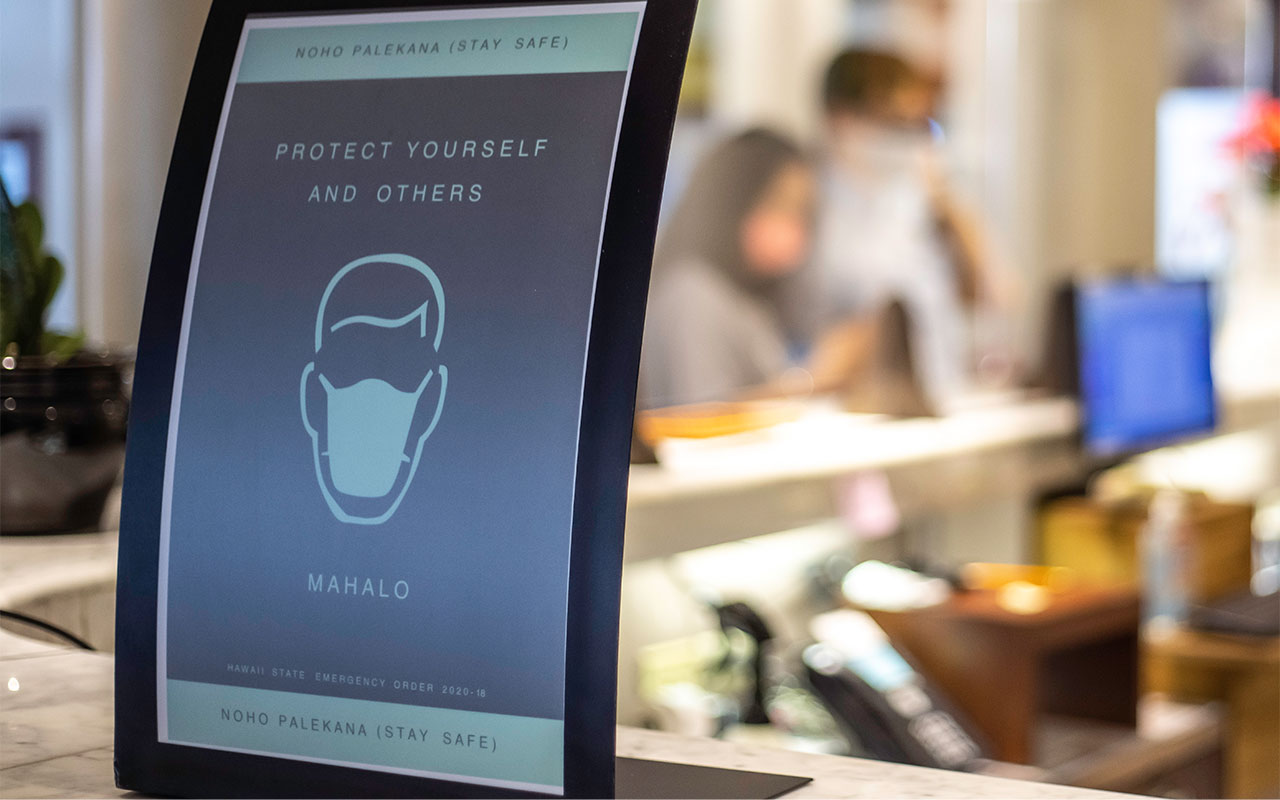 NOHO PALEKANA (STAY SAFE)
PROTECT YOURSELF
AND OTHERS
MAHALO
HAWAII STATE EMERGENCY ORDER 2020-18
NOHO PALEKANA (STAY SAFE)